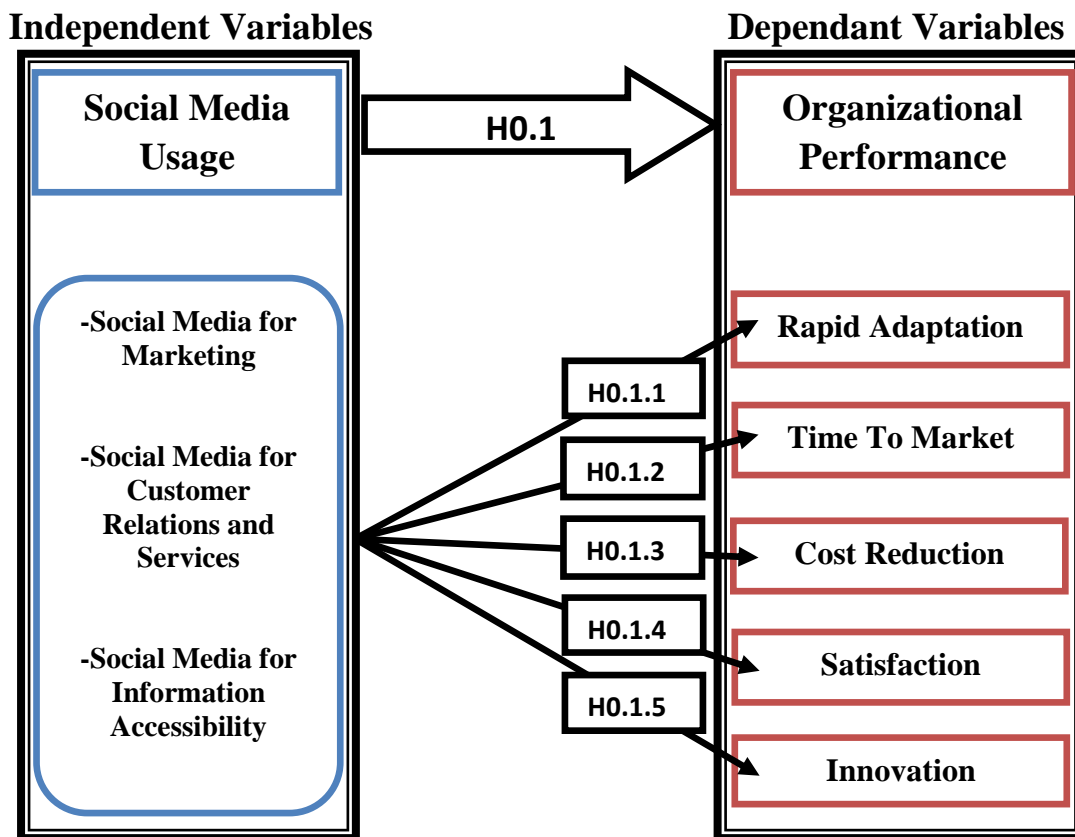 Independent Variables
Social Media
Usage
-Social Media for
Marketing
-Social Media for
Customer
Relations and
Services
-Social Media for
Information
Accessibility
H0.1
H0.1.1
H0.1.2
H0.1.3
H0.1.4
H0.1.5
Dependant Variables
Organizational
Performance
Rapid Adaptation
Time To Market
Cost Reduction
Satisfaction
Innovation